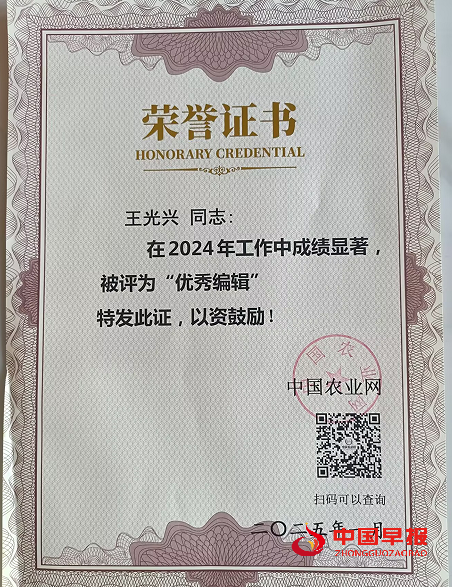 荣誉证书
HONORARY CREDENTIAL
王光兴 同志：
在2024年工作中成绩显著，
被评为“优秀编辑”
特发此证，以资鼓励！
中国农业网
扫码可以查询
二〇二五年 月
中国早报
ZHONGGUOZAOBAO